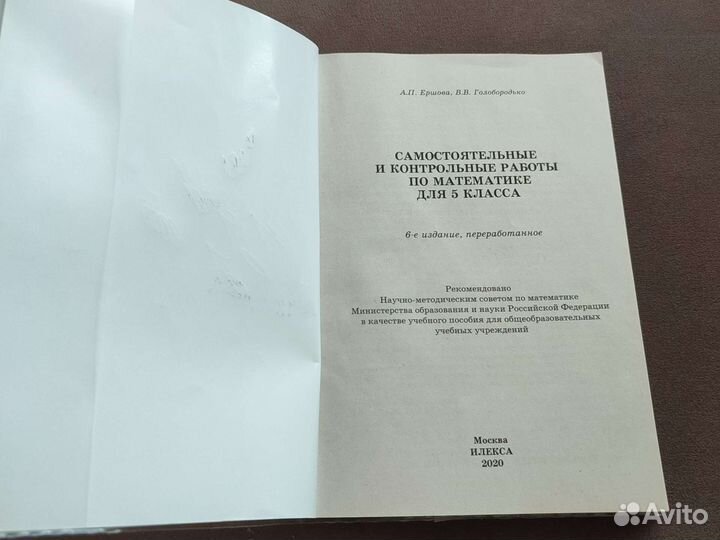 А.П. Ершова, В.В. Голобородько
САМОСТОЯТЕЛЬНЫЕ
И КОНТРОЛЬНЫЕ РАБОТЫ
ПО МАТЕМАТИКЕ
ДЛЯ 5 КЛАССА
6-е издание, переработанное
Рекомендовано
Научно-методическим советом по математике
Министерства образования и науки Российской Федерации
в качестве учебного пособия для общеобразовательных
учебных учреждений
Москва
ИЛЕКСА
2020
Avito